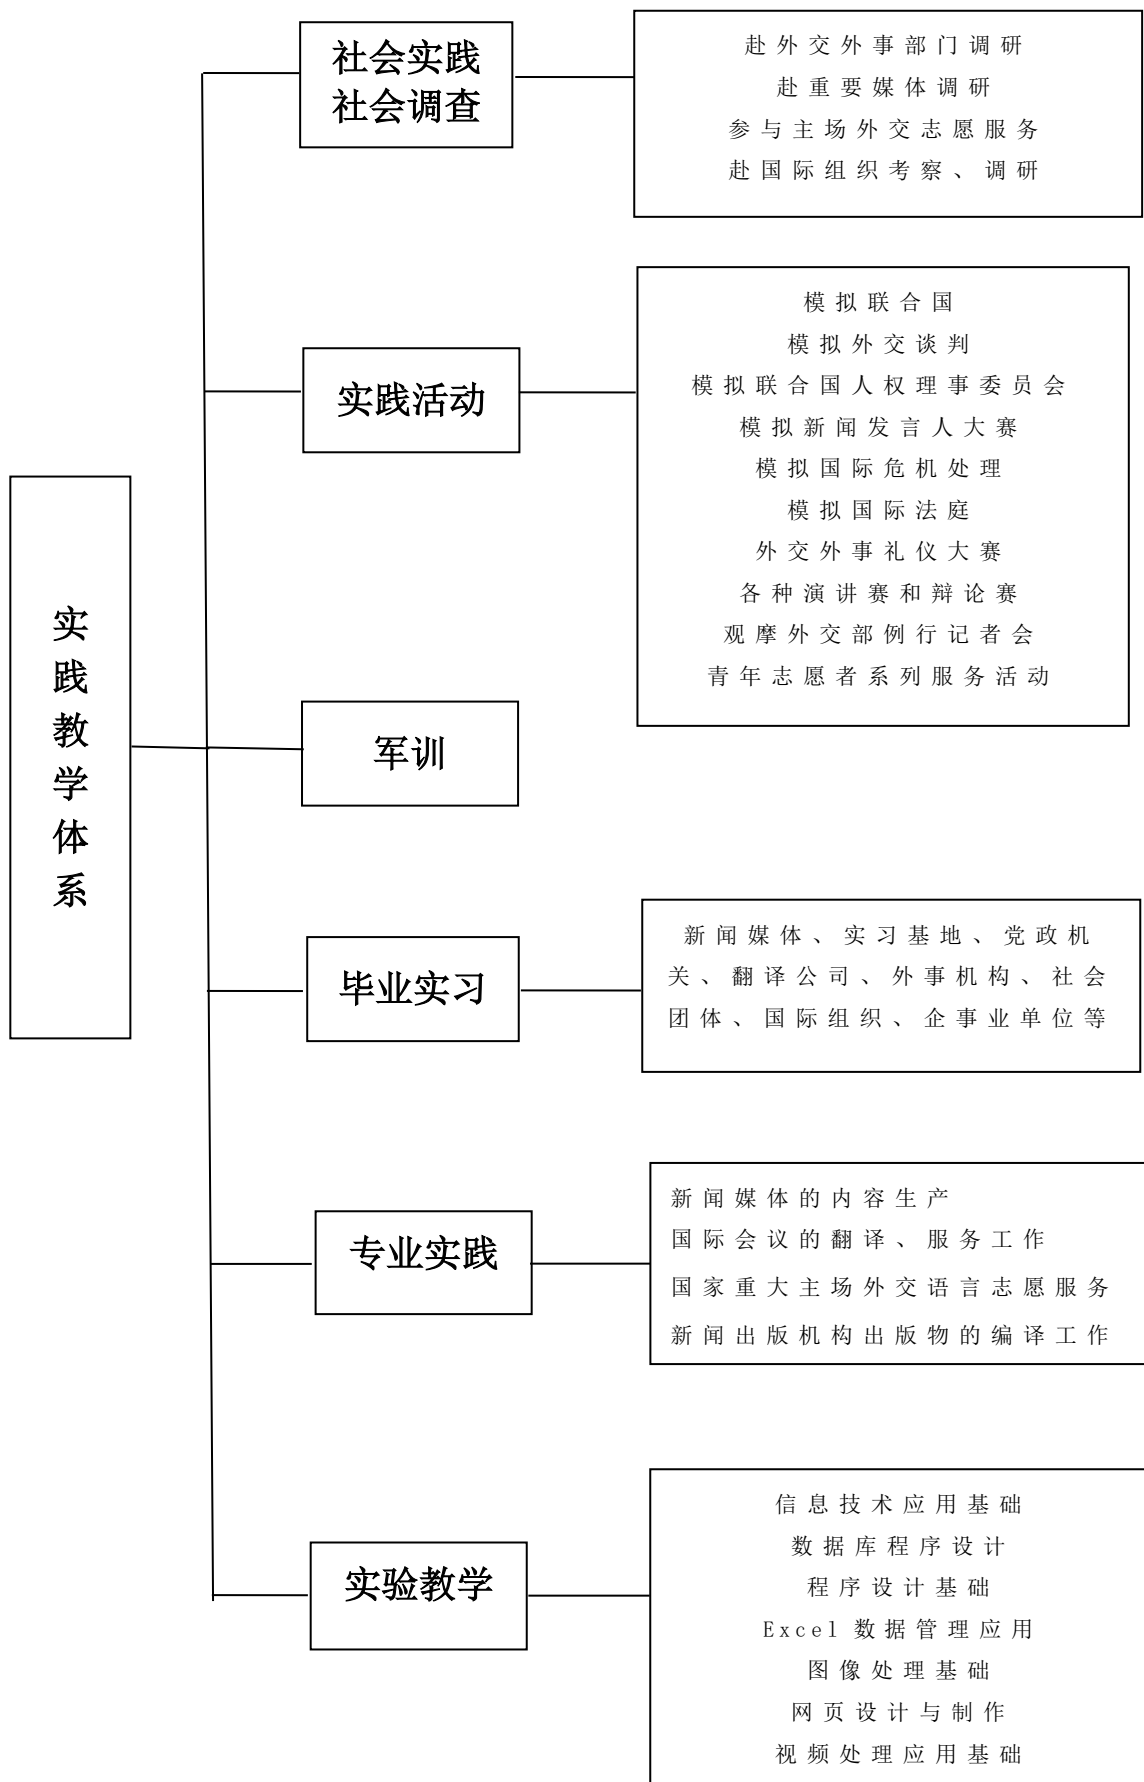 实践教学体系
社会实践
社会调查
赴外交外事部门调研
赴重要媒体调研
参与主场外交志愿服务
赴国际组织考察、调研
实践活动
模拟联合国
模拟外交谈判
模拟联合国人权理事委员会
模拟新闻发言人大赛
模拟国际危机处理
模拟国际法庭
外交外事礼仪大赛
各种演讲赛和辩论赛
观摩外交部例行记者会
青年志愿者系列服务活动
军训
毕业实习
新闻媒体、实习基地、党政机
关、翻译公司、外事机构、社会
团体、国际组织、企事业单位等
专业实践
新闻媒体的内容生产
国际会议的翻译、服务工作
国家重大主场外交语言志愿服务
新闻出版机构出版物的编译工作
实验教学
信息技术应用基础
数据库程序设计
程序设计基础
Excel 数据管理应用
图像处理基础
网页设计与制作
视频处理应用基础